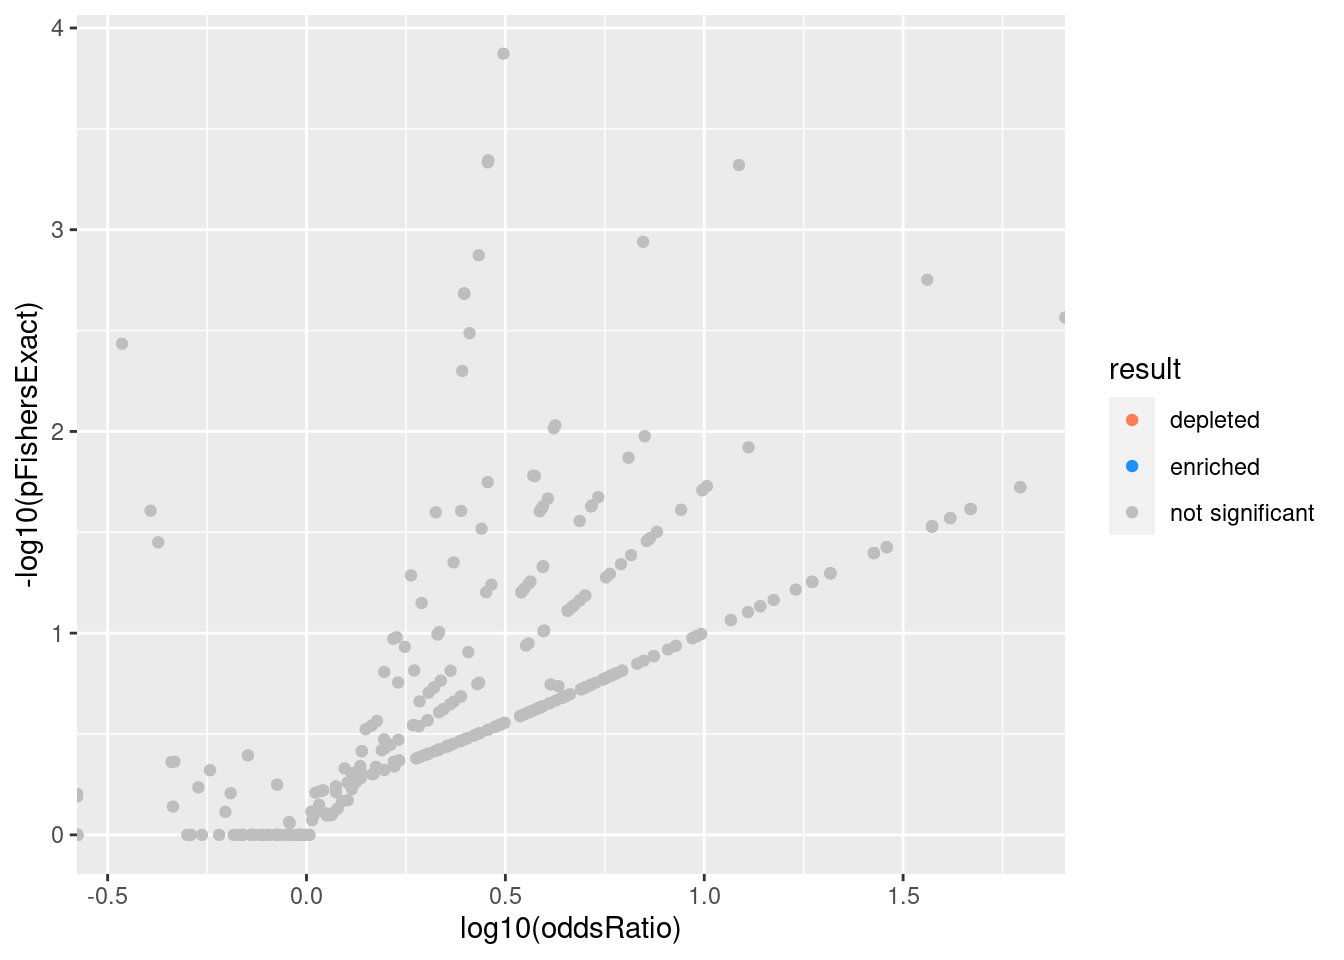 4
3
2
1
0
-log10(pFishersExact)
-0.5
0.0
0.5
1.0
1.5
log10(oddsRatio)
result
depleted
enriched
not significant